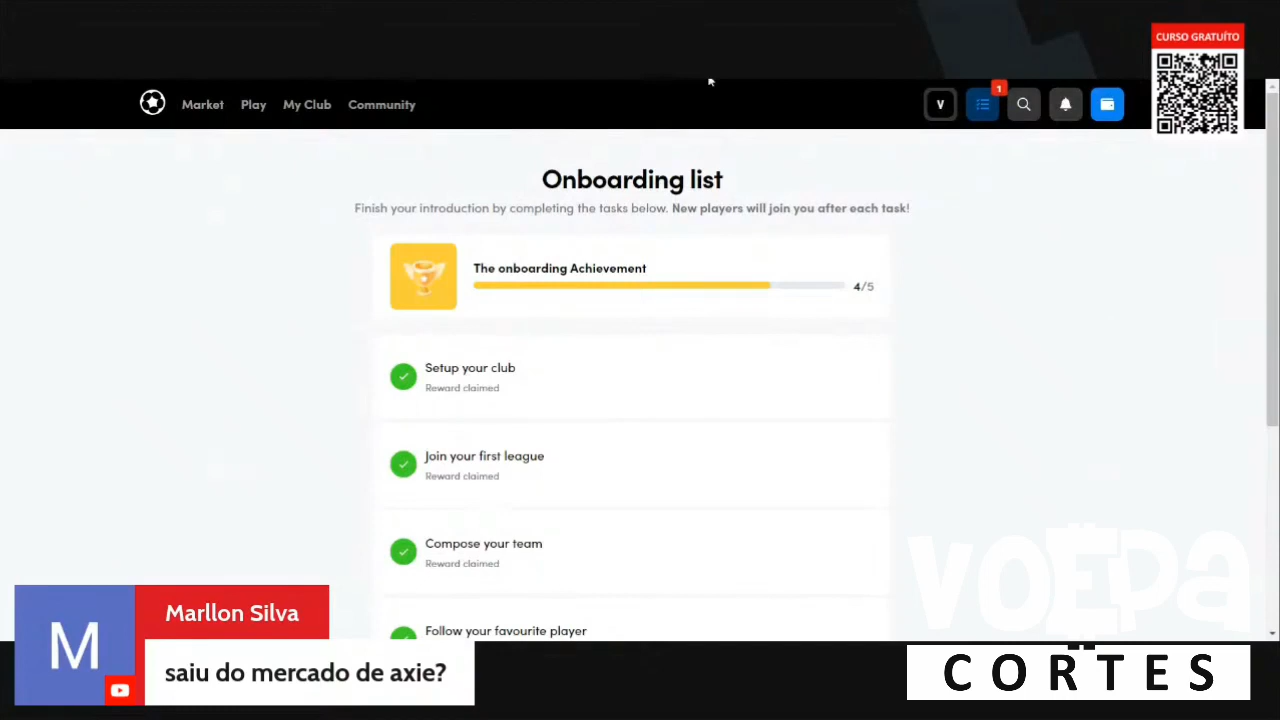 CURSO GRATUÍTO
Market Play My Club Community
V
1
Onboarding list
Finish your introduction by completing the tasks below. New players will join you after each task!
The onboarding Achievement
4/5
Setup your club
Reward claimed
Join your first league
Reward claimed
Compose your team
Reward claimed
Follow your favourite player
VOEPa
CORTES
M
Marllon Silva
saiu do mercado de axie?